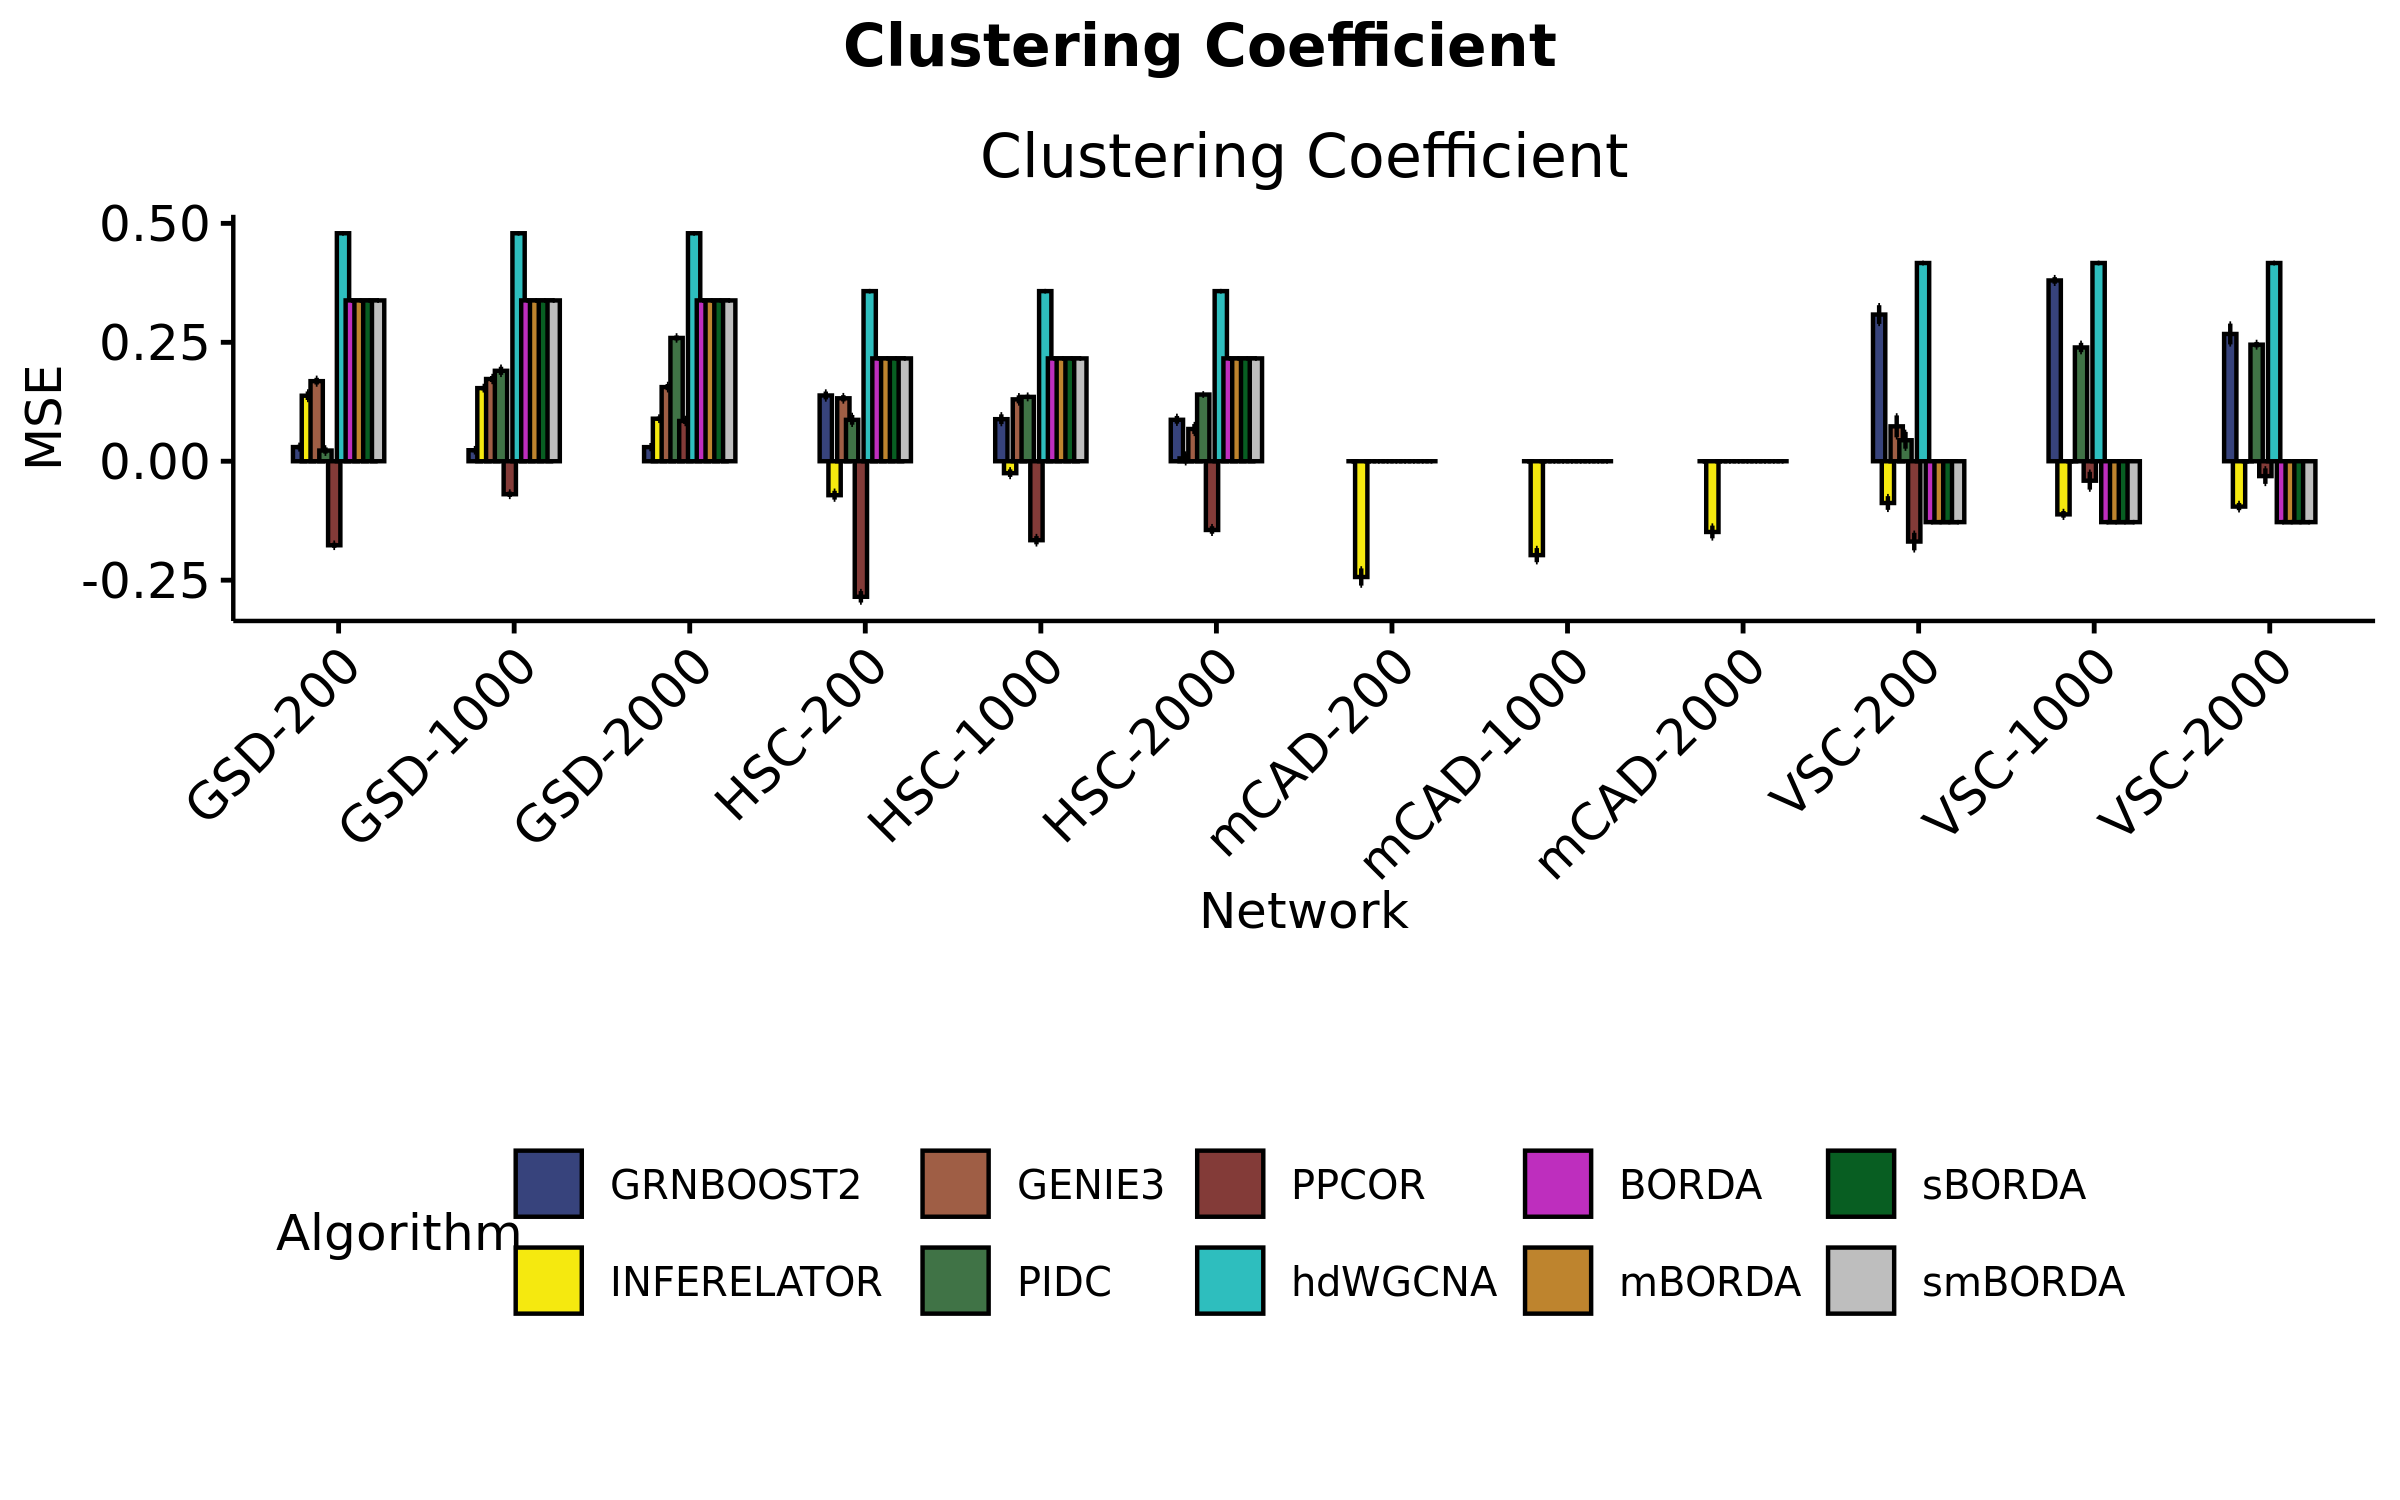 Clustering Coefficient
Clustering Coefficient
MSE
0.50
0.25
0.00
-0.25
GSD-200
GSD-1000
GSD-2000
HSC-200
HSC-1000
HSC-2000
mCAD-200
mCAD-1000
mCAD-2000
VSC-200
VSC-1000
VSC-2000
Network
Algorithm
GRNBOOST2
GENIE3
PPCOR
BORDA
sBORDA
INFERELATOR
PIDC
hdWGCNA
mBORDA
smBORDA